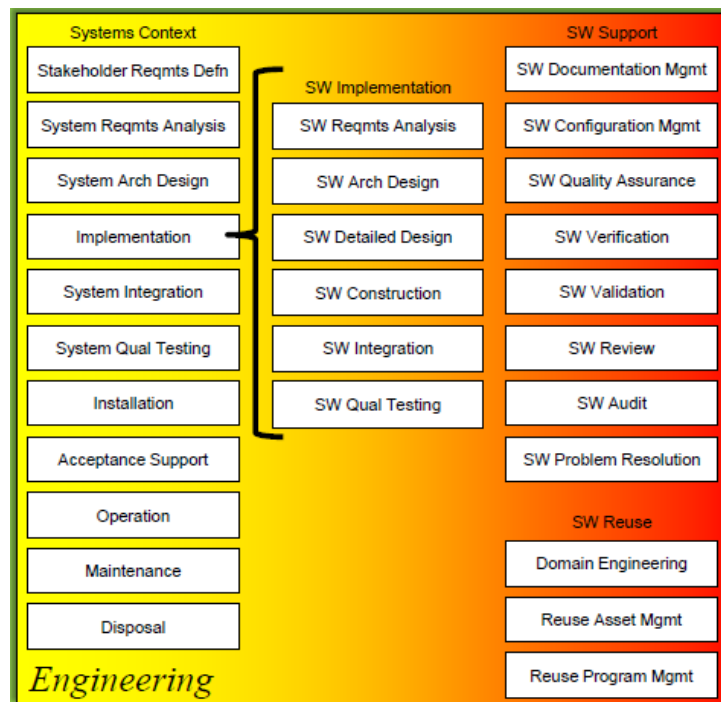 Systems Context
Stakeholder Reqmts Defn
System Reqmts Analysis
System Arch Design
Implementation
System Integration
System Qual Testing
Installation
Acceptance Support
Operation
Maintenance
Disposal
Engineering
SW Implementation
SW Reqmts Analysis
SW Arch Design
SW Detailed Design
SW Construction
SW Integration
SW Qual Testing
SW Support
SW Documentation Mgmt
SW Configuration Mgmt
SW Quality Assurance
SW Verification
SW Validation
SW Review
SW Audit
SW Problem Resolution
SW Reuse
Domain Engineering
Reuse Asset Mgmt
Reuse Program Mgmt